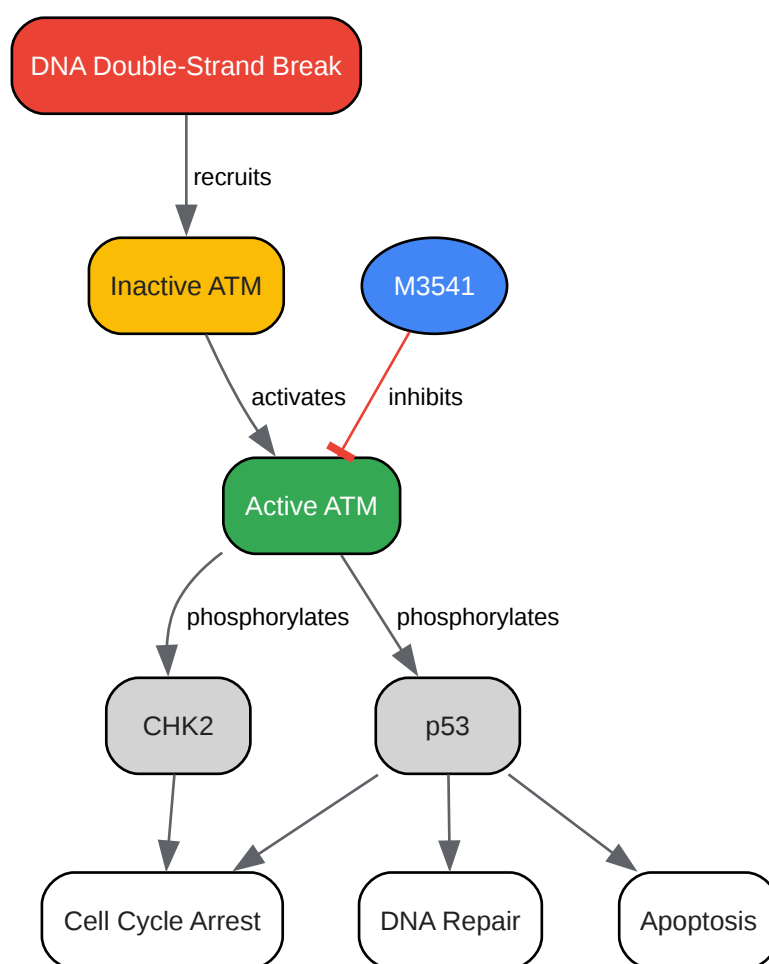 DNA Double-Strand Break
recruits
Inactive ATM
M3541
activates
inhibits
Active ATM
phosphorylates
phosphorylates
CHK2
p53
Cell Cycle Arrest
DNA Repair
Apoptosis